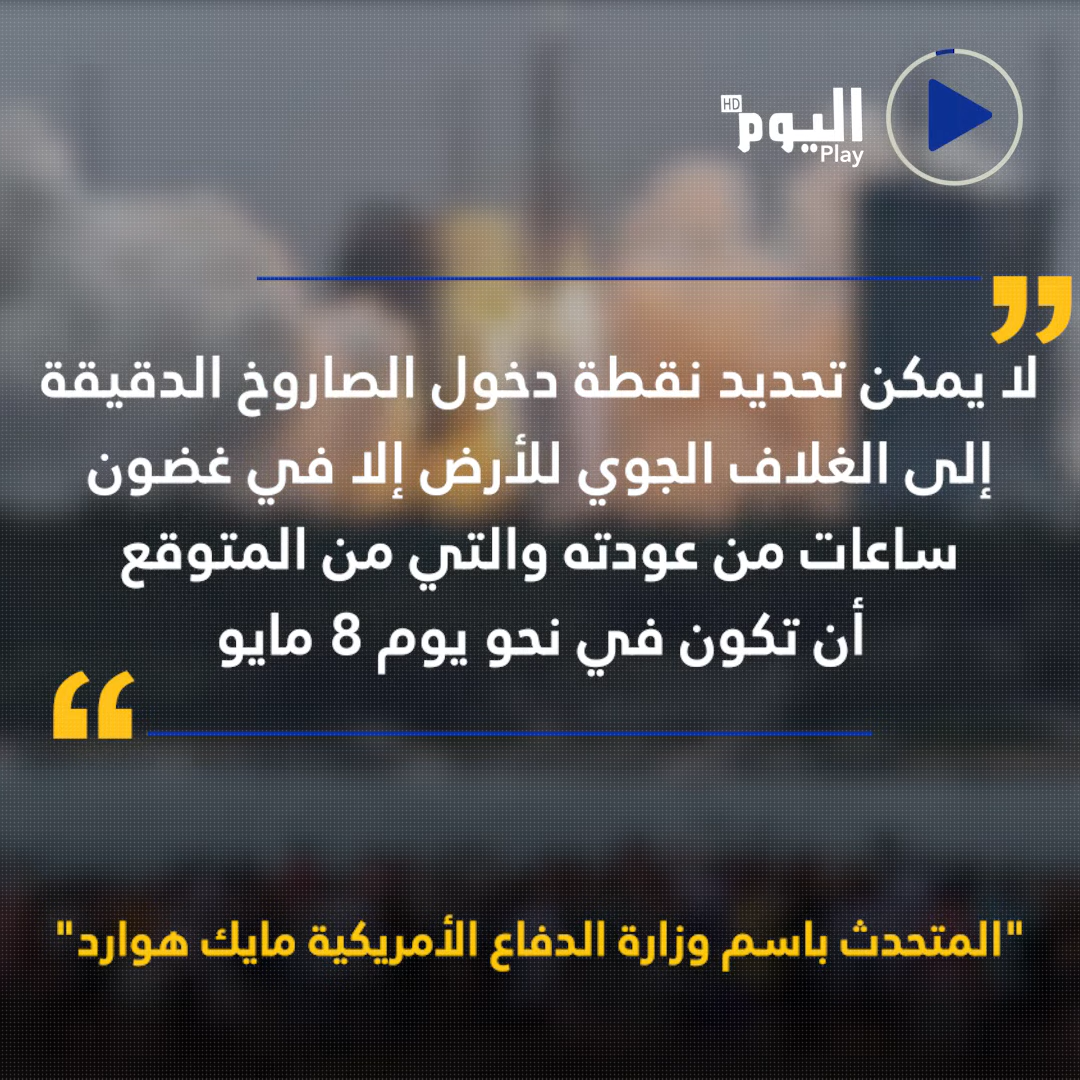 اليوم HD
Play
”
لا يمكن تحديد نقطة دخول الصاروخ الدقيقة
إلى الغلاف الجوي للأرض إلا في غضون
ساعات من عودته والتي من المتوقع
أن تكون في نحو يوم 8 مايو
“
"المتحدث باسم وزارة الدفاع الأمريكية مايك هوارد"